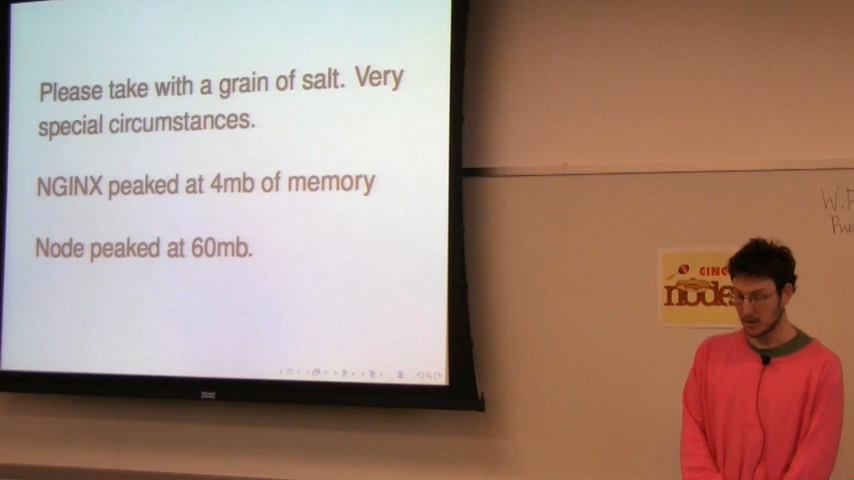 Please take with a grain of salt. Very
special circumstances.
NGINX peaked at 4mb of memory
Node peaked at 60mb.
CINC
node